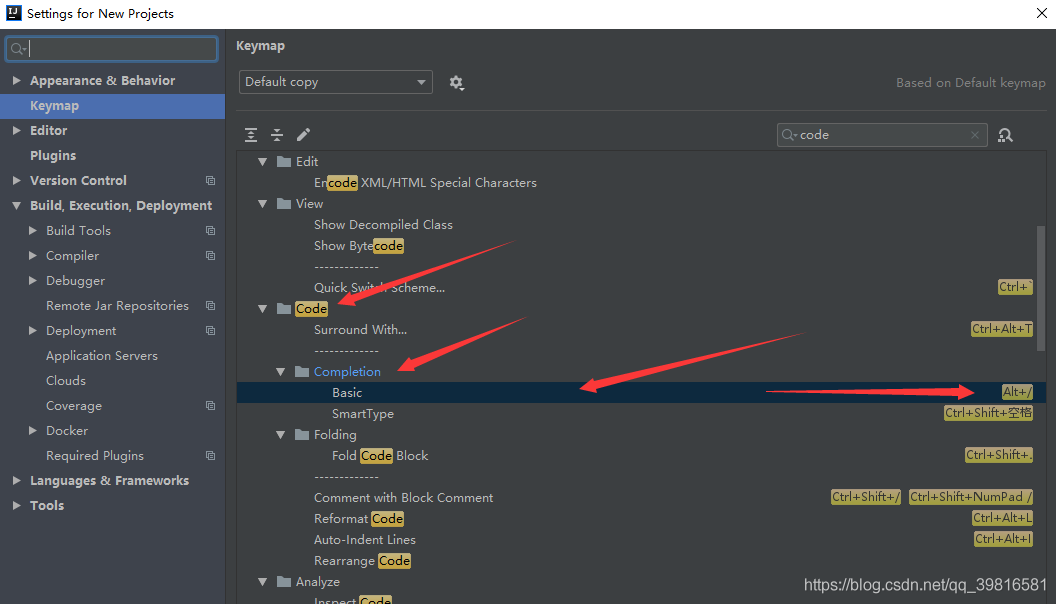 IJ Settings for New Projects
Keymap
Default copy
Based on Default keymap
code
Appearance & Behavior
Keymap
Editor
Plugins
Version Control
Build, Execution, Deployment
Build Tools
Compiler
Debugger
Remote Jar Repositories
Deployment
Application Servers
Clouds
Coverage
Docker
Required Plugins
Languages & Frameworks
Tools
Edit
Encode XML/HTML Special Characters
View
Show Decompiled Class
Show Bytecode
-------------
Quick Switch Scheme... Ctrl+`
Code
Surround With... Ctrl+Alt+T
-------------
Completion
Basic Alt+/
SmartType Ctrl+Shift+空格
Folding
Fold Code Block Ctrl+Shift+.
-------------
Comment with Block Comment Ctrl+Shift+/ Ctrl+Shift+NumPad /
Reformat Code Ctrl+Alt+L
Auto-Indent Lines Ctrl+Alt+I
Rearrange Code
Analyze
Inspect Code
https://blog.csdn.net/qq_39816581